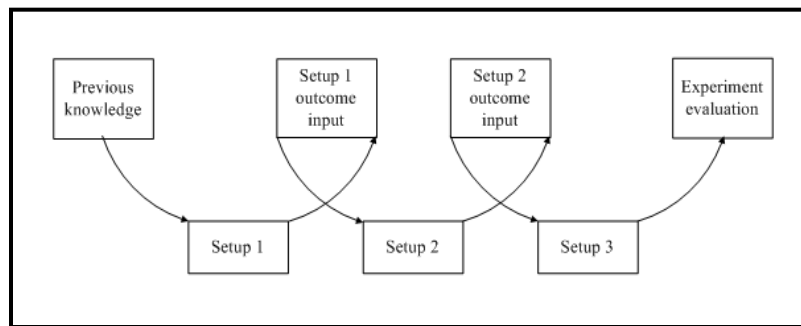 Previous
knowledge
Setup 1
outcome
input
Setup 2
outcome
input
Experiment
evaluation
Setup 1
Setup 2
Setup 3